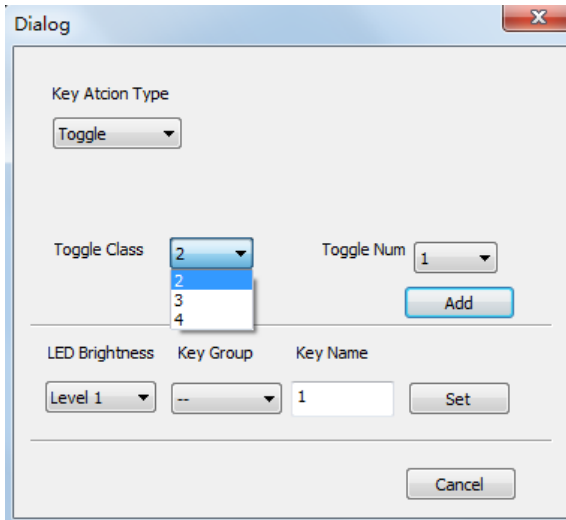 Dialog
Key Atcion Type
Toggle
Toggle Class
2
Toggle Num
1
2
3
4
Add
LED Brightness
Key Group
Key Name
Level 1
--
1
Set
Cancel